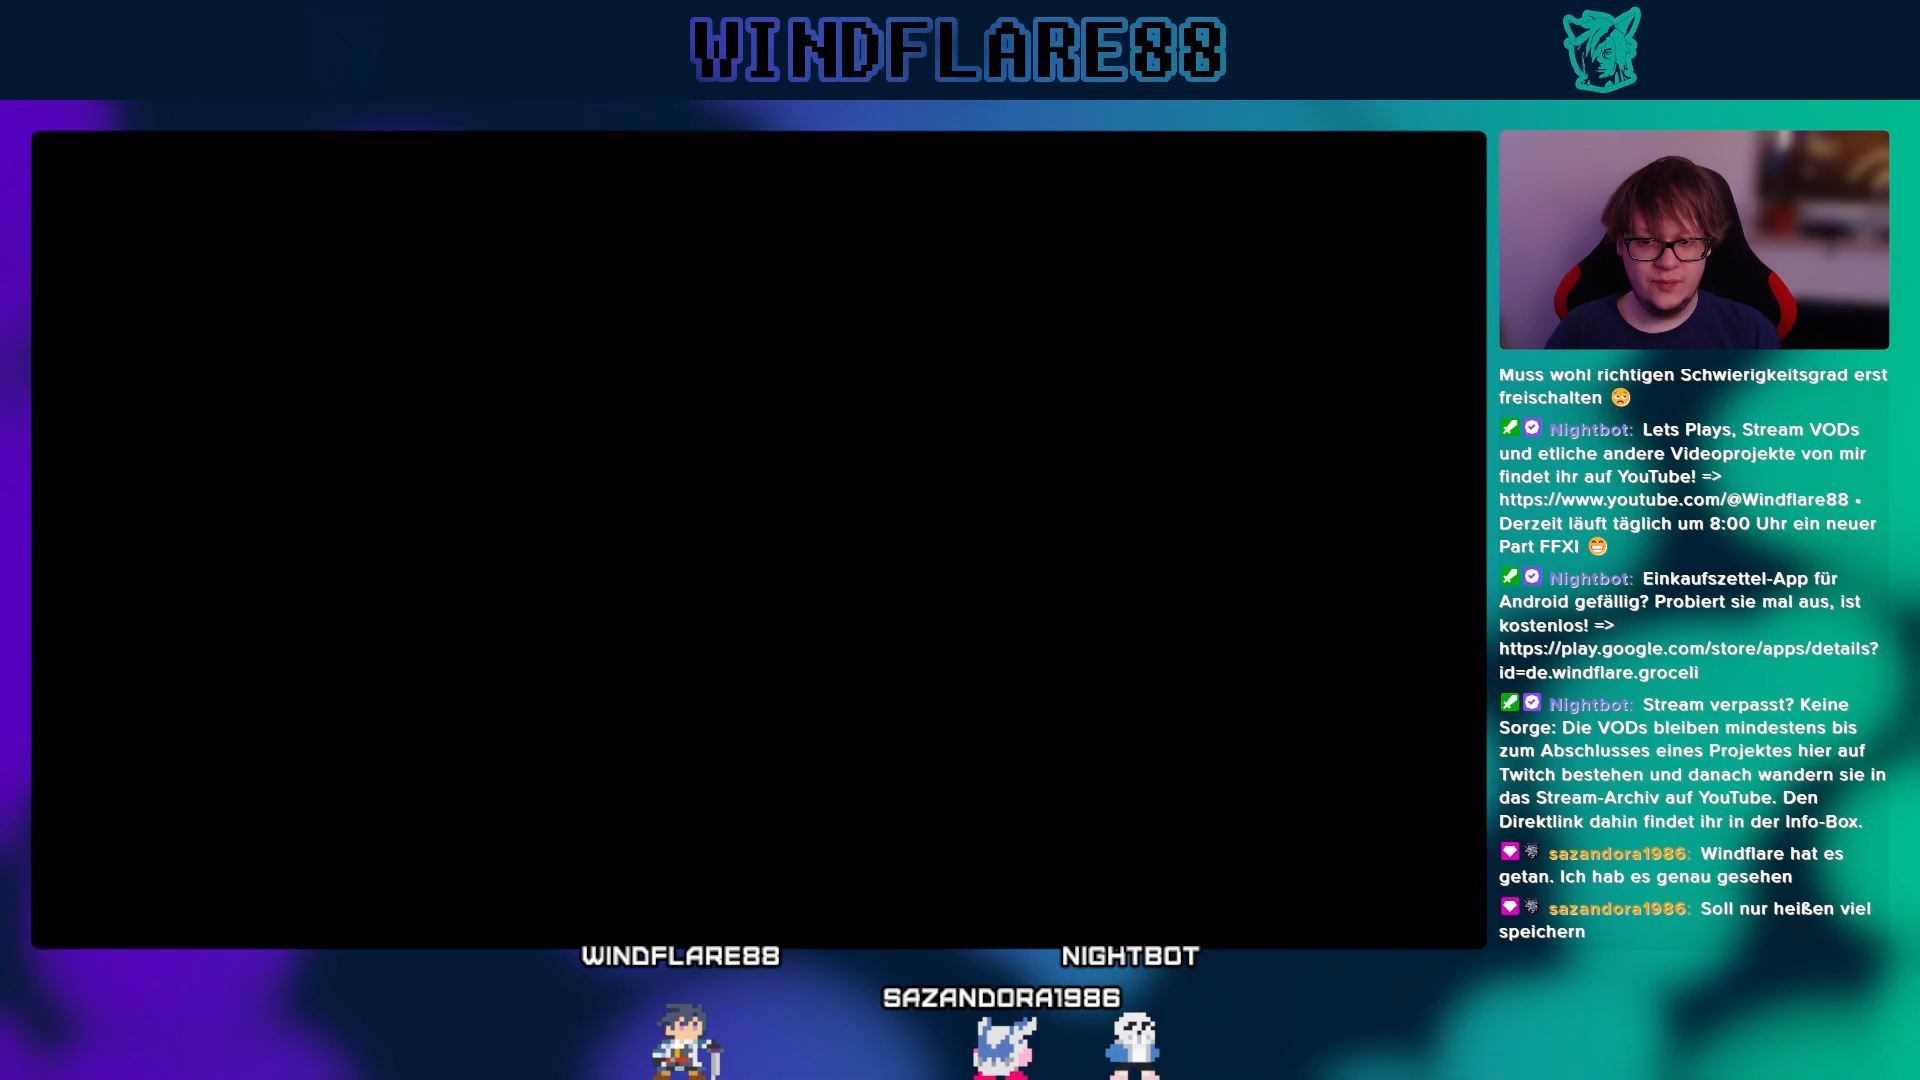 WINDFLARE88
Muss wohl richtigen Schwierigkeitsgrad erst
freischalten 😳
Nightbot: Lets Plays, Stream VODs
und etliche andere Videoprojekte von mir
findet ihr auf YouTube! =>
https://www.youtube.com/@Windflare88 •
Derzeit läuft täglich um 8:00 Uhr ein neuer
Part FFXI 😁
Nightbot: Einkaufszettel-App für
Android gefällig? Probiert sie mal aus, ist
kostenlos! =>
https://play.google.com/store/apps/details?
id=de.windflare.groceli
Nightbot: Stream verpasst? Keine
Sorge: Die VODs bleiben mindestens bis
zum Abschlusses eines Projektes hier auf
Twitch bestehen und danach wandern sie in
das Stream-Archiv auf YouTube. Den
Direktlink dahin findet ihr in der Info-Box.
sazandora1986: Windflare hat es
getan. Ich hab es genau gesehen
sazandora1986: Soll nur heißen viel
speichern
WINDFLARE88
NIGHTBOT
SAZANDORA1986